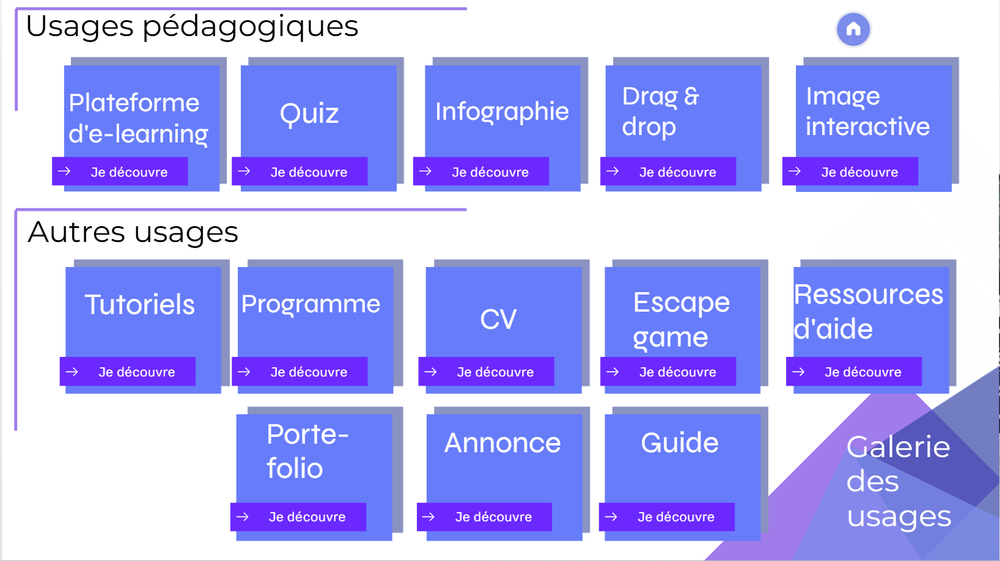 Usages pédagogiques
Plateforme
d'e-learning
Je découvre
Quiz
Je découvre
Infographie
Je découvre
Drag &
drop
Je découvre
Image
interactive
Je découvre
Autres usages
Tutoriels
Je découvre
Programme
Je découvre
CV
Je découvre
Escape
game
Je découvre
Ressources
d'aide
Je découvre
Porte-
folio
Je découvre
Annonce
Je découvre
Guide
Je découvre
Galerie
des
usages